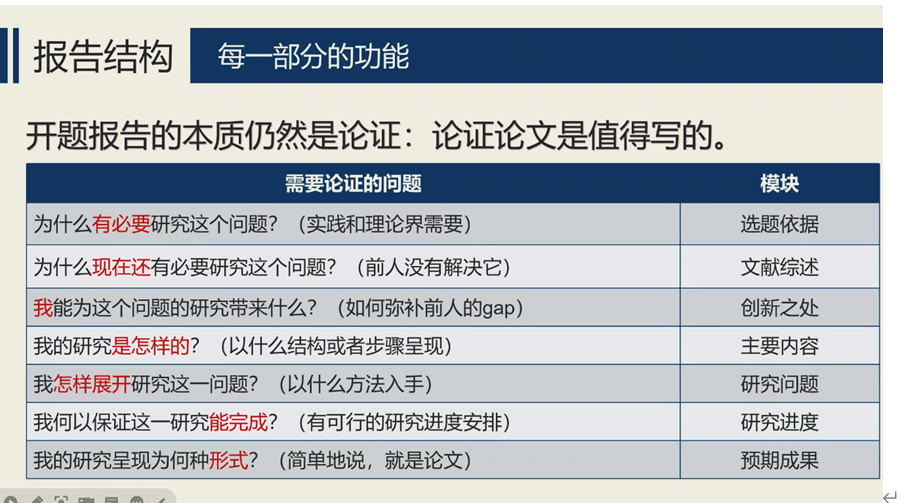 报告结构
每一部分的功能
开题报告的本质仍然是论证：论证论文是值得写的。
需要论证的问题 模块
为什么有必要研究这个问题？（实践和理论界需要） 选题依据
为什么现在还有必要研究这个问题？（前人没有解决它） 文献综述
我能为这个问题的研究带来什么？（如何弥补前人的gap） 创新之处
我的研究是怎样的？（以什么结构或者步骤呈现） 主要内容
我怎样展开研究这一问题？（以什么方法入手） 研究问题
我何以保证这一研究能完成？（有可行的研究进度安排） 研究进度
我的研究呈现为何种形式？（简单地说，就是论文） 预期成果